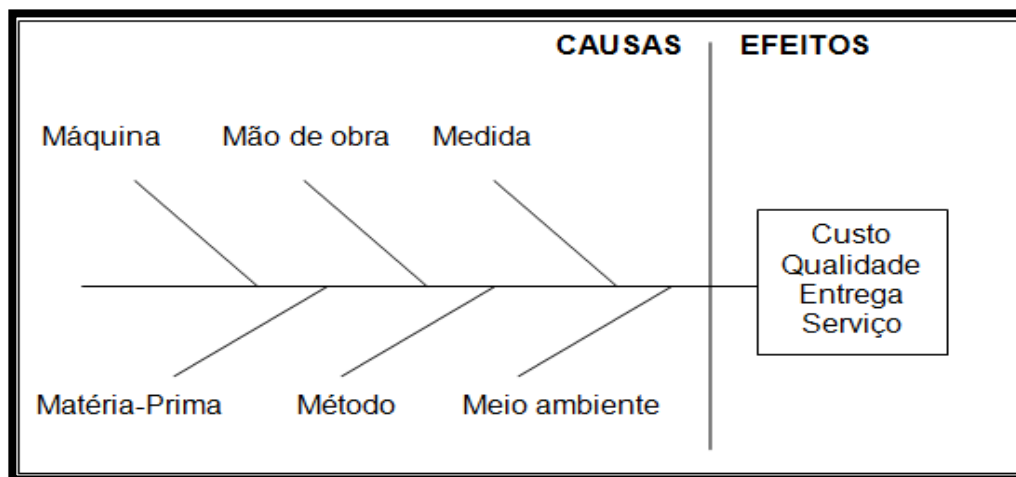 CAUSAS EFEITOS
Máquina Mão de obra Medida
Custo
Qualidade
Entrega
Serviço
Matéria-Prima Método Meio ambiente